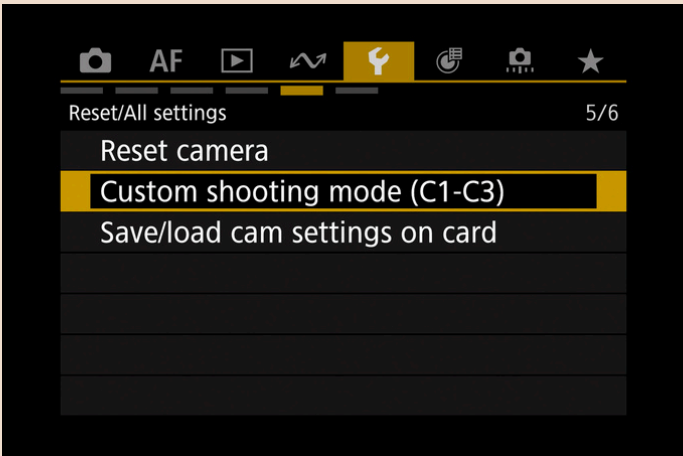 AF
Reset/All settings 5/6
Reset camera
Custom shooting mode (C1-C3)
Save/load cam settings on card